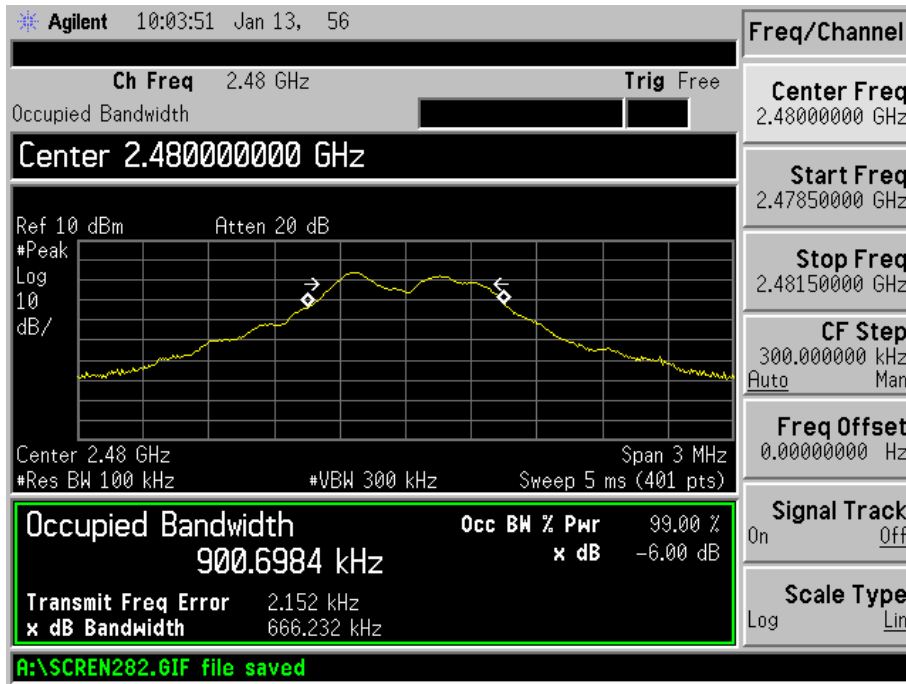 Agilent 10:03:51 Jan 13, 56
Ch Freq 2.48 GHz Trig Free
Occupied Bandwidth
Center 2.480000000 GHz
Ref 10 dBm Atten 20 dB
#Peak
Log
10
dB/
Center 2.48 GHz Span 3 MHz
#Res BW 100 kHz #VBW 300 kHz Sweep 5 ms (401 pts)
Occupied Bandwidth Occ BW % Pwr 99.00 %
900.6984 kHz x dB -6.00 dB
Transmit Freq Error 2.152 kHz
x dB Bandwidth 666.232 kHz
A:\SCREN282.GIF file saved
Freq/Channel
Center Freq
2.48000000 GHz
Start Freq
2.47850000 GHz
Stop Freq
2.48150000 GHz
CF Step
300.000000 kHz
Auto Man
Freq Offset
0.00000000 Hz
Signal Track
On Off
Scale Type
Log Lin